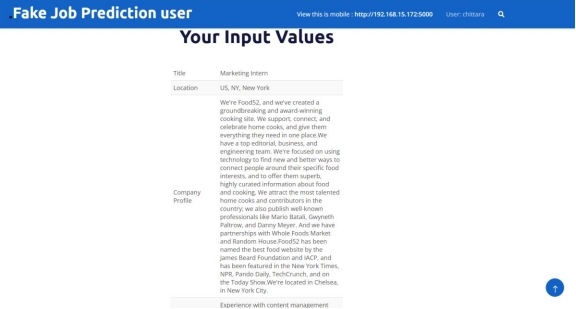 .Fake Job Prediction user
View this is mobile : http://192.168.15.172:5000 User: chittara
Your Input Values
Title Marketing Intern
Location US, NY, New York
Company Profile
We're Food52, and we've created a
groundbreaking and award-winning
cooking site. We support, connect, and
celebrate home cooks, and give them
everything they need in one place.We
have a top editorial, business, and
engineering team. We're focused on using
technology to find new and better ways to
connect people around their specific food
interests, and to offer them superb,
highly curated information about food
and cooking. We attract the most talented
home cooks and contributors in the
country; we also publish well-known
professionals like Mario Batali, Gwyneth
Paltrow, and Danny Meyer. And we have
partnerships with Whole Foods Market
and Random House.Food52 has been
named the best food website by the
James Beard Foundation and IACP, and
has been featured in the New York Times,
NPR, Pando Daily, TechCrunch, and on
the Today Show.We're located in Chelsea,
in New York City.
Experience with content management